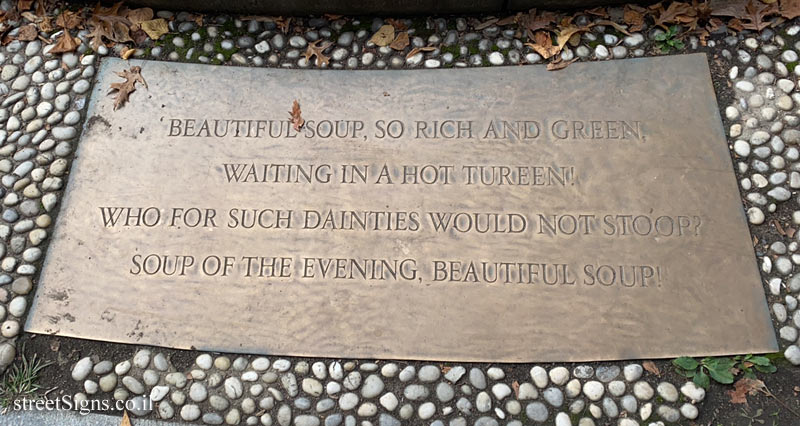 BEAUTIFUL SOUP, SO RICH AND GREEN,
WAITING IN A HOT TUREEN!
WHO FOR SUCH DAINTIES WOULD NOT STOOP?
SOUP OF THE EVENING, BEAUTIFUL SOUP!
streetSigns.co.il